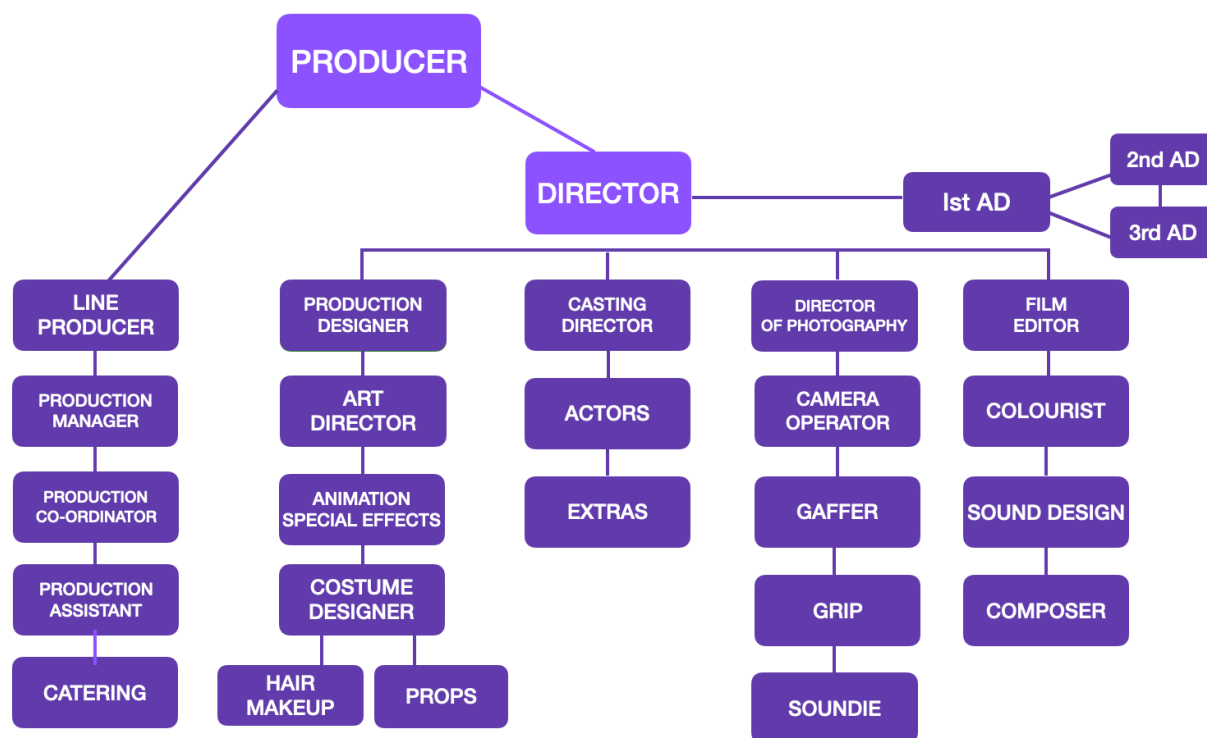 PRODUCER
DIRECTOR
Ist AD
2nd AD
3rd AD
LINE
PRODUCER
PRODUCTION
MANAGER
PRODUCTION
CO-ORDINATOR
PRODUCTION
ASSISTANT
CATERING
PRODUCTION
DESIGNER
ART
DIRECTOR
ANIMATION
SPECIAL EFFECTS
COSTUME
DESIGNER
HAIR
MAKEUP
PROPS
CASTING
DIRECTOR
ACTORS
EXTRAS
DIRECTOR
OF PHOTOGRAPHY
CAMERA
OPERATOR
GAFFER
GRIP
SOUNDIE
FILM
EDITOR
COLOURIST
SOUND DESIGN
COMPOSER